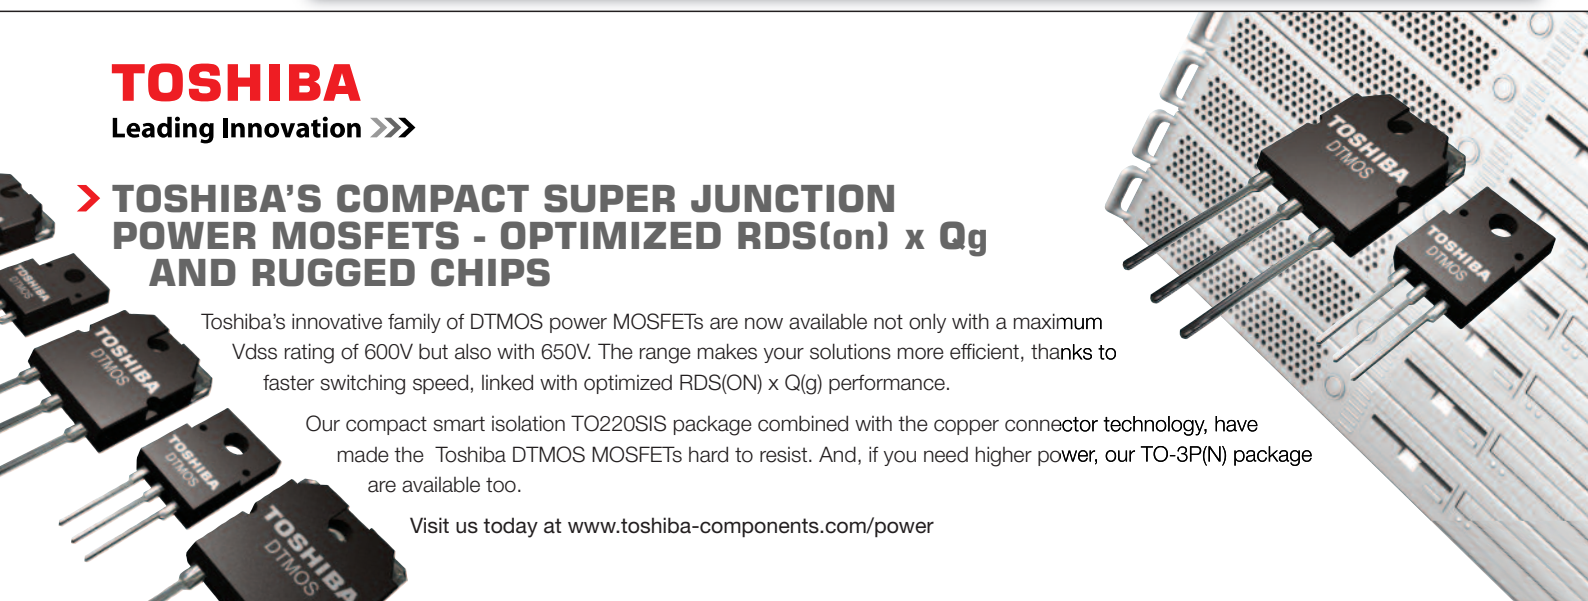 TOSHIBA
Leading Innovation >>>
TOSHIBA'S COMPACT SUPER JUNCTION
POWER MOSFETS - OPTIMIZED RDS(on) x Qg
AND RUGGED CHIPS
Toshiba's innovative family of DTMOS power MOSFETs are now available not only with a maximum
Vdss rating of 600V but also with 650V. The range makes your solutions more efficient, thanks to
faster switching speed, linked with optimized RDS(ON) x Q(g) performance.
Our compact smart isolation TO220SIS package combined with the copper connector technology, have
made the  Toshiba DTMOS MOSFETs hard to resist. And, if you need higher power, our TO-3P(N) package
are available too.
Visit us today at www.toshiba-components.com/power
TOSHIBA
DTMOS
TOSHIBA
DTMOS
TOSHIBA
DTMOS
TOSHIBA
DTMOS
TOSHIBA
DTMOS
TOSHIBA
DTMOS